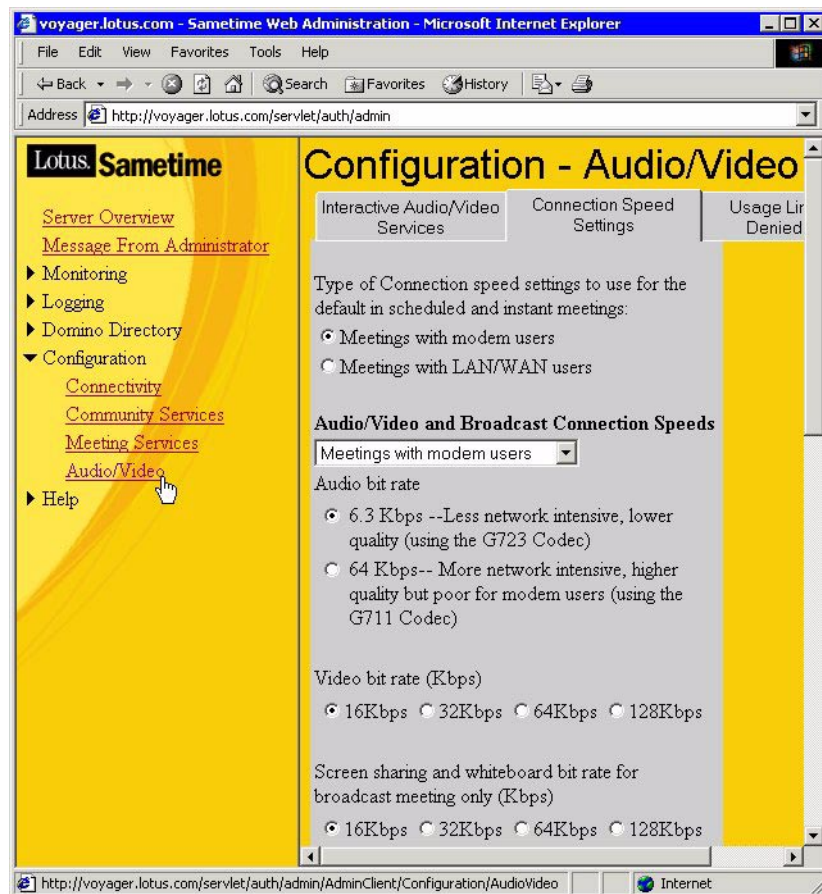 voyager.lotus.com - Sametime Web Administration - Microsoft Internet Explorer
File Edit View Favorites Tools Help
Back Search Favorites History
Address http://voyager.lotus.com/servlet/auth/admin
Lotus. Sametime
Server Overview
Message From Administrator
Monitoring
Logging
Domino Directory
Configuration
Connectivity
Community Services
Meeting Services
Audio/Video
Help
Configuration - Audio/Video
Interactive Audio/Video
Services
Connection Speed
Settings
Usage Lir
Denied
Type of Connection speed settings to use for the
default in scheduled and instant meetings:
Meetings with modem users
Meetings with LAN/WAN users
Audio/Video and Broadcast Connection Speeds
Meetings with modem users
Audio bit rate
6.3 Kbps --Less network intensive, lower
quality (using the G723 Codec)
64 Kbps-- More network intensive, higher
quality but poor for modem users (using the
G711 Codec)
Video bit rate (Kbps)
16Kbps 32Kbps 64Kbps 128Kbps
Screen sharing and whiteboard bit rate for
broadcast meeting only (Kbps)
16Kbps 32Kbps 64Kbps 128Kbps
http://voyager.lotus.com/servlet/auth/admin/AdminClient/Configuration/AudioVideo Internet